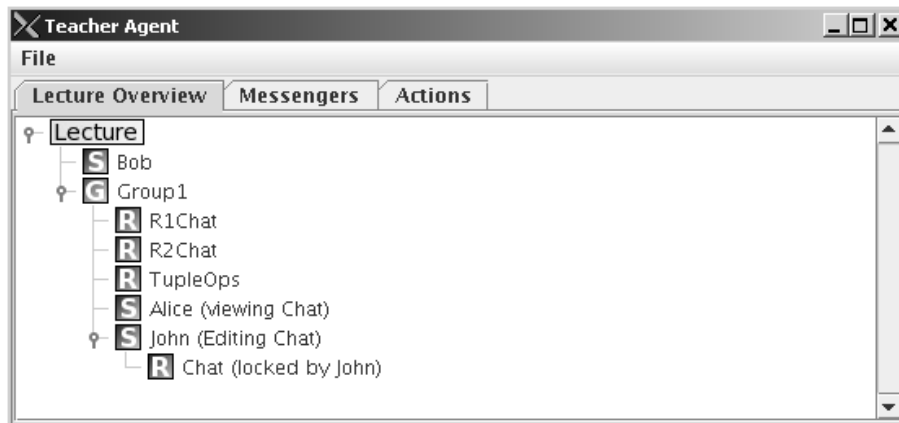 Teacher Agent
File
Lecture Overview Messengers Actions
Lecture
S Bob
G Group1
R R1Chat
R R2Chat
R TupleOps
S Alice (viewing Chat)
S John (Editing Chat)
R Chat (locked by John)